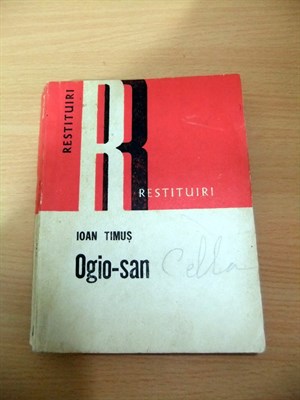 RESTITUIRI
R
RESTITUIRI
IOAN TIMUȘ
Ogio-san